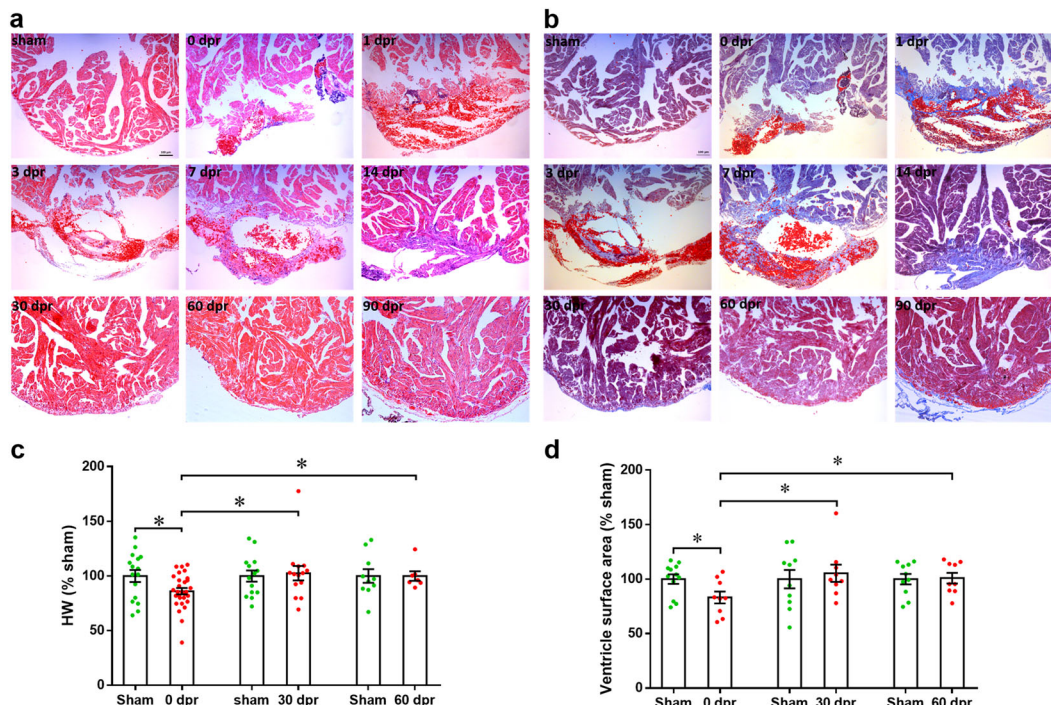 a
sham
0 dpr
1 dpr
3 dpr
7 dpr
14 dpr
30 dpr
60 dpr
90 dpr
b
sham
0 dpr
1 dpr
3 dpr
7 dpr
14 dpr
30 dpr
60 dpr
90 dpr
c
HW (% sham)
200
150
100
50
0
*
*
*
Sham 0 dpr sham 30 dpr Sham 60 dpr
d
Ventricle surface area (% sham)
200
150
100
50
0
*
*
*
Sham 0 dpr Sham 30 dpr Sham 60 dpr